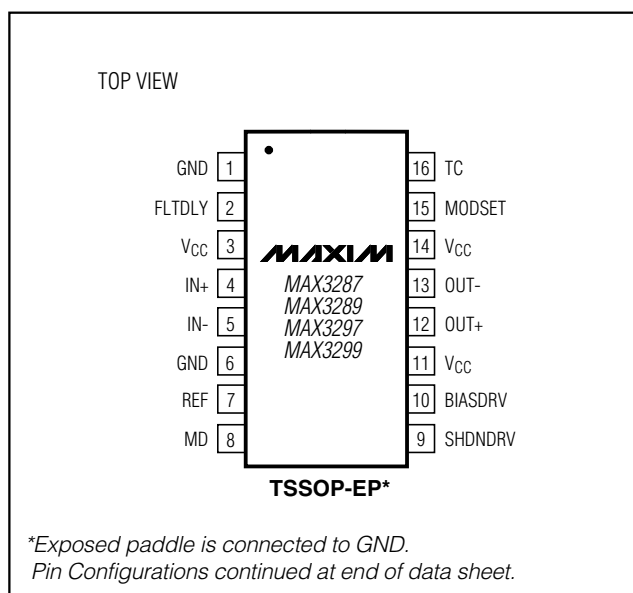 TOP VIEW
GND 1
FLTDLY 2
VCC 3
IN+ 4
IN- 5
GND 6
REF 7
MD 8
MAXIM
MAX3287
MAX3289
MAX3297
MAX3299
16 TC
15 MODSET
14 VCC
13 OUT-
12 OUT+
11 VCC
10 BIASDRV
9 SHDNDRV
TSSOP-EP*
*Exposed paddle is connected to GND.
Pin Configurations continued at end of data sheet.